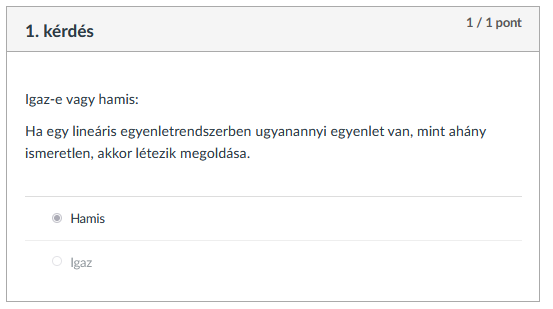 1. kérdés
1 / 1 pont
Igaz-e vagy hamis:
Ha egy lineáris egyenletrendszerben ugyanannyi egyenlet van, mint ahány
ismeretlen, akkor létezik megoldása.
Hamis
Igaz